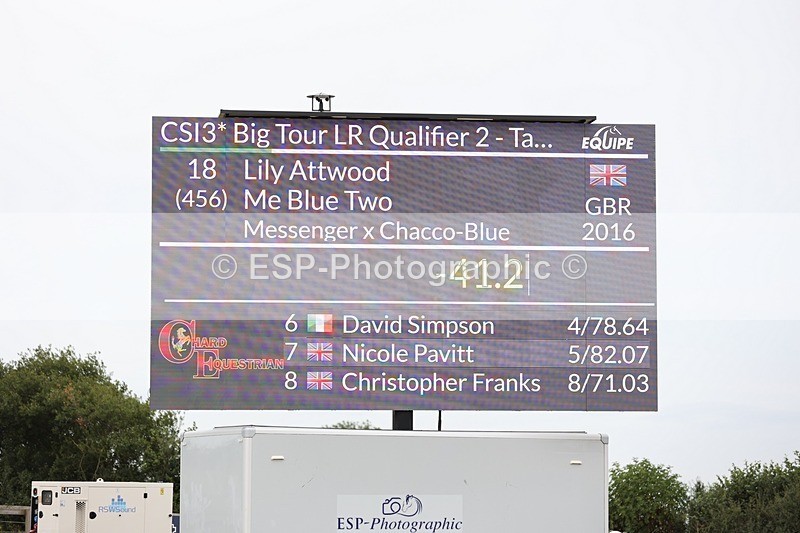 CSI3* Big Tour LR Qualifier 2 - Ta... EQUIPE
18 Lily Attwood
(456) Me Blue Two GBR
Messenger x Chacco-Blue 2016
© ESP-Photographic ©
-41.2
6 David Simpson 4/78.64
7 Nicole Pavitt 5/82.07
8 Christopher Franks 8/71.03
CHARD
EQUESTRIAN
JCB
RSWSound
ESP-Photographic